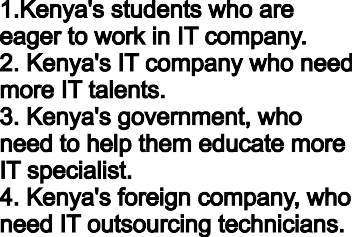 1.Kenya's students who are
eager to work in IT company.
2. Kenya's IT company who need
more IT talents.
3. Kenya's government, who
need to help them educate more
IT specialist.
4. Kenya's foreign company, who
need IT outsourcing technicians.